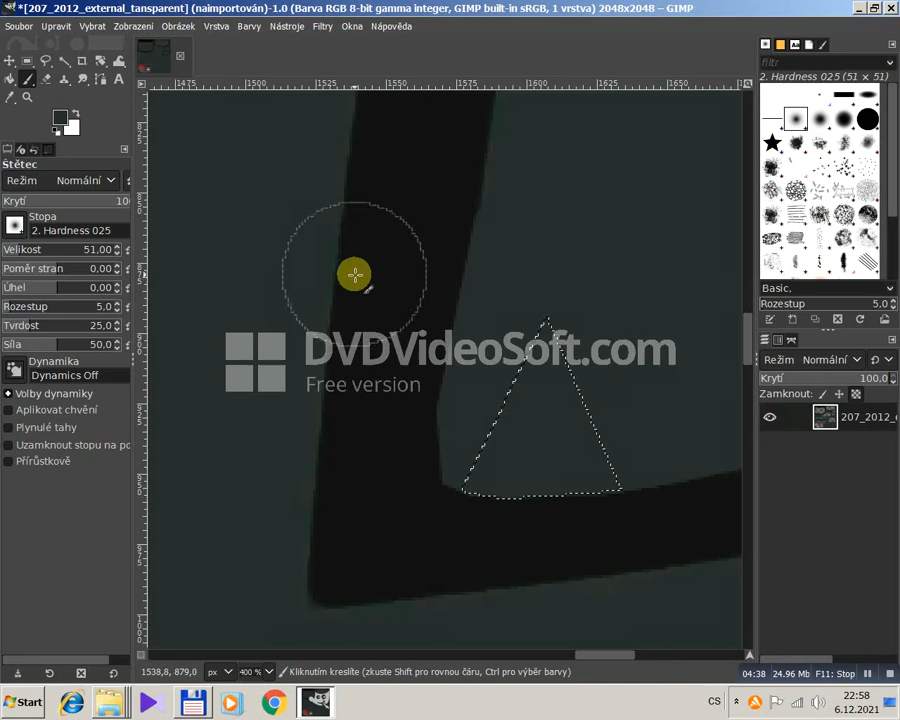 *[207_2012_external_tansparent] (naimportován)-1.0 (Barva RGB 8-bit gamma integer, GIMP built-in sRGB, 1 vrstva) 2048x2048 – GIMP
Soubor Upravit Vybrat Zobrazení Obrázek Vrstva Barvy Nástroje Filtry Okna Nápověda
filtr
2. Hardness 025 (51 × 51)
1475 1500 1525 1550 1575 1600 1625 1650
Štětec
Režim Normální
Krytí 100
Stopa
2. Hardness 025
Velikost 51,00
Poměr stran 0,00
Úhel 0,00
Rozestup 5,0
Tvrdost 25,0
Síla 50,0
Dynamika
Dynamics Off
Volby dynamiky
Aplikovat chvění
Plynulé tahy
Uzamknout stopu na po
Přírůstkově
DVDVideoSoft.com
Free version
Basic,
Rozestup 5,0
Režim Normální
Krytí 100,0
Zamknout:
207_2012_e
1538,8, 879,0 px 400 % Kliknutím kreslíte (zkuste Shift pro rovnou čáru, Ctrl pro výběr barvy)
04:38 24.96 Mb F11: Stop
Start
CS
22:58
6.12.2021